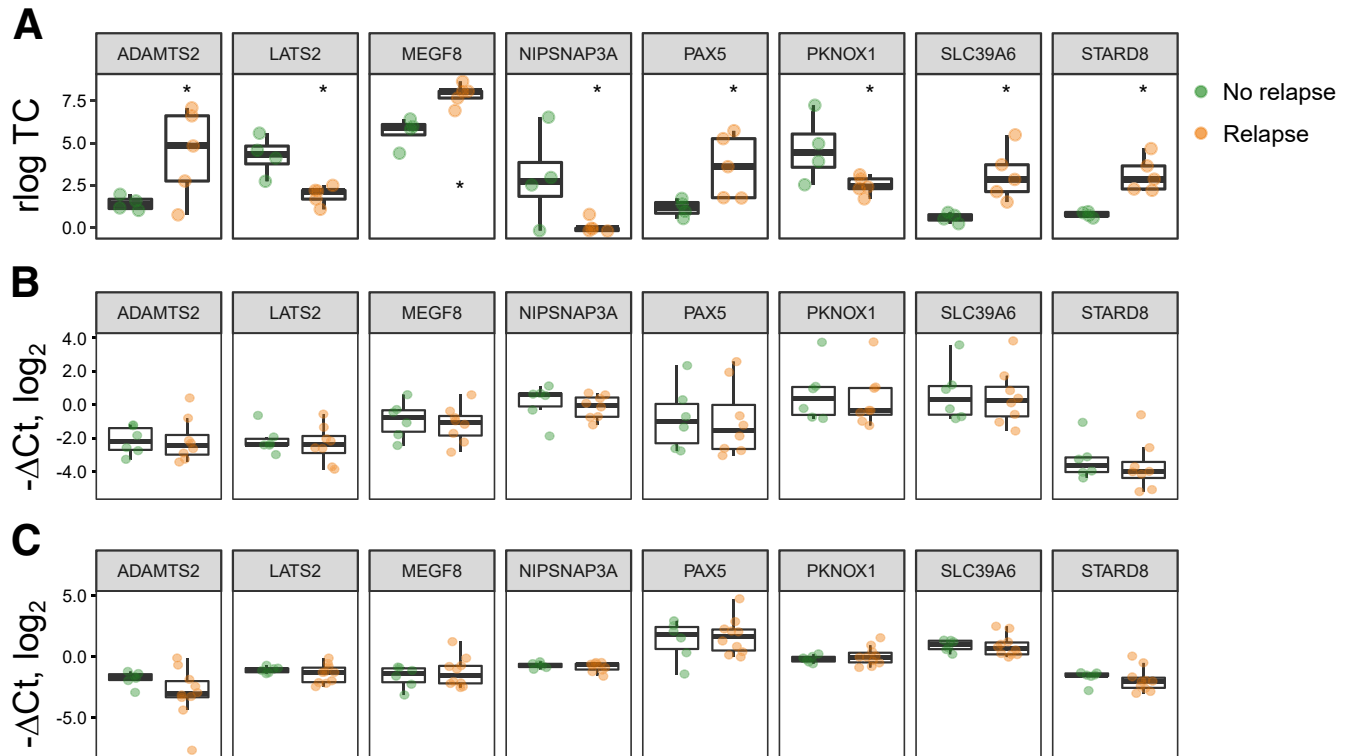 A
ADAMTS2 LATS2 MEGF8 NIPSNAP3A PAX5 PKNOX1 SLC39A6 STARD8
rlog TC
7.5
5.0
2.5
0.0
* * * * * * * *
No relapse
Relapse
B
ADAMTS2 LATS2 MEGF8 NIPSNAP3A PAX5 PKNOX1 SLC39A6 STARD8
-ΔCt, log₂
4.0
2.0
0.0
-2.0
-4.0
C
ADAMTS2 LATS2 MEGF8 NIPSNAP3A PAX5 PKNOX1 SLC39A6 STARD8
-ΔCt, log₂
5.0
0.0
-5.0